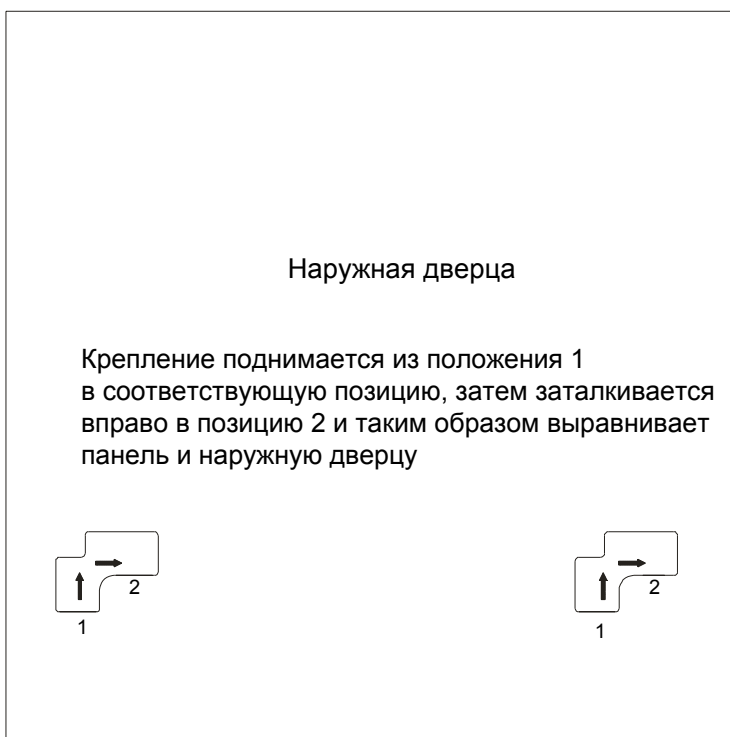 Наружная дверца
Крепление поднимается из положения 1
в соответствующую позицию, затем заталкивается
вправо в позицию 2 и таким образом выравнивает
панель и наружную дверцу
2
1
2
1